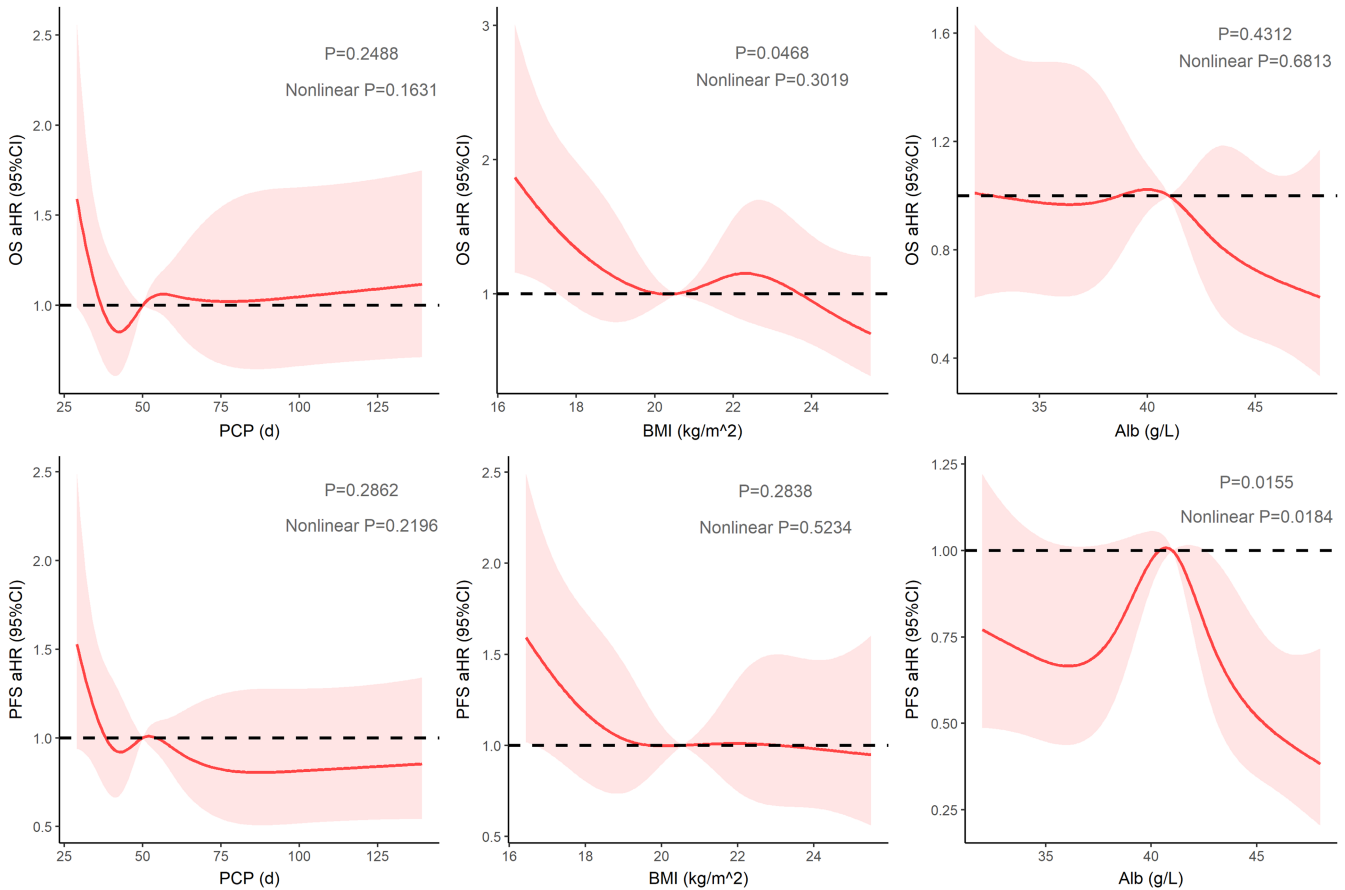 OS aHR (95%CI)
2.5
2.0
1.5
1.0
P=0.2488
Nonlinear P=0.1631
25 50 75 100 125
PCP (d)
OS aHR (95%CI)
3
2
1
P=0.0468
Nonlinear P=0.3019
16 18 20 22 24
BMI (kg/m^2)
OS aHR (95%CI)
1.6
1.2
0.8
0.4
P=0.4312
Nonlinear P=0.6813
35 40 45
Alb (g/L)
PFS aHR (95%CI)
2.5
2.0
1.5
1.0
0.5
P=0.2862
Nonlinear P=0.2196
25 50 75 100 125
PCP (d)
PFS aHR (95%CI)
2.5
2.0
1.5
1.0
0.5
P=0.2838
Nonlinear P=0.5234
16 18 20 22 24
BMI (kg/m^2)
PFS aHR (95%CI)
1.25
1.00
0.75
0.50
0.25
P=0.0155
Nonlinear P=0.0184
35 40 45
Alb (g/L)